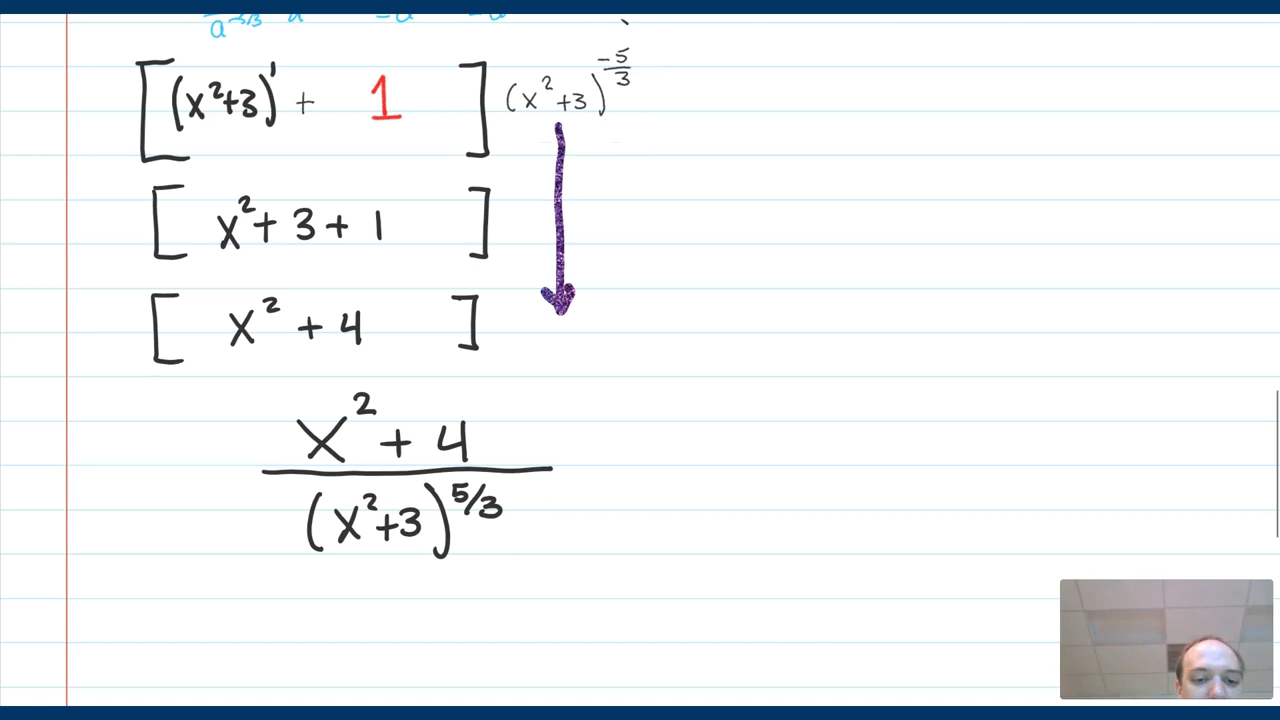 [(x²+3)¹ + 1] (x²+3)^(-5/3)
[x² + 3 + 1]
[x² + 4]
x² + 4
(x²+3)^(5/3)